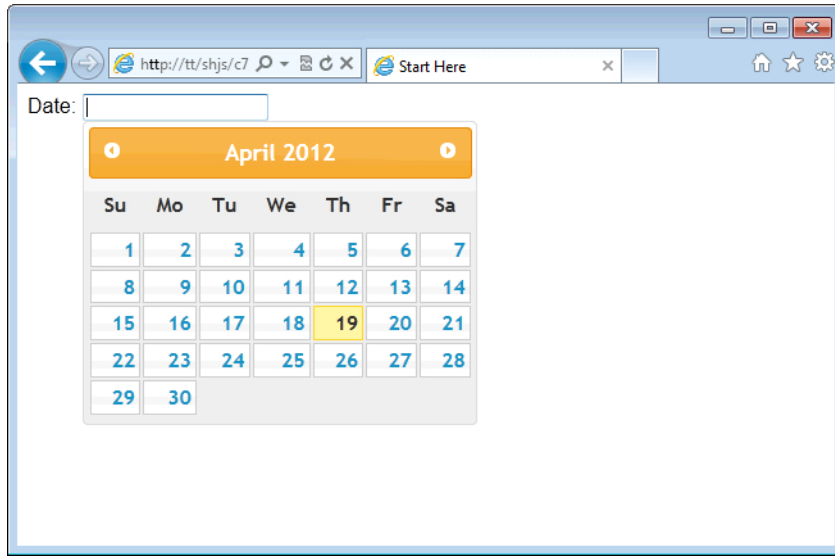 http://tt/shjs/c7
Start Here
Date:
April 2012
Su Mo Tu We Th Fr Sa
1 2 3 4 5 6 7
8 9 10 11 12 13 14
15 16 17 18 19 20 21
22 23 24 25 26 27 28
29 30